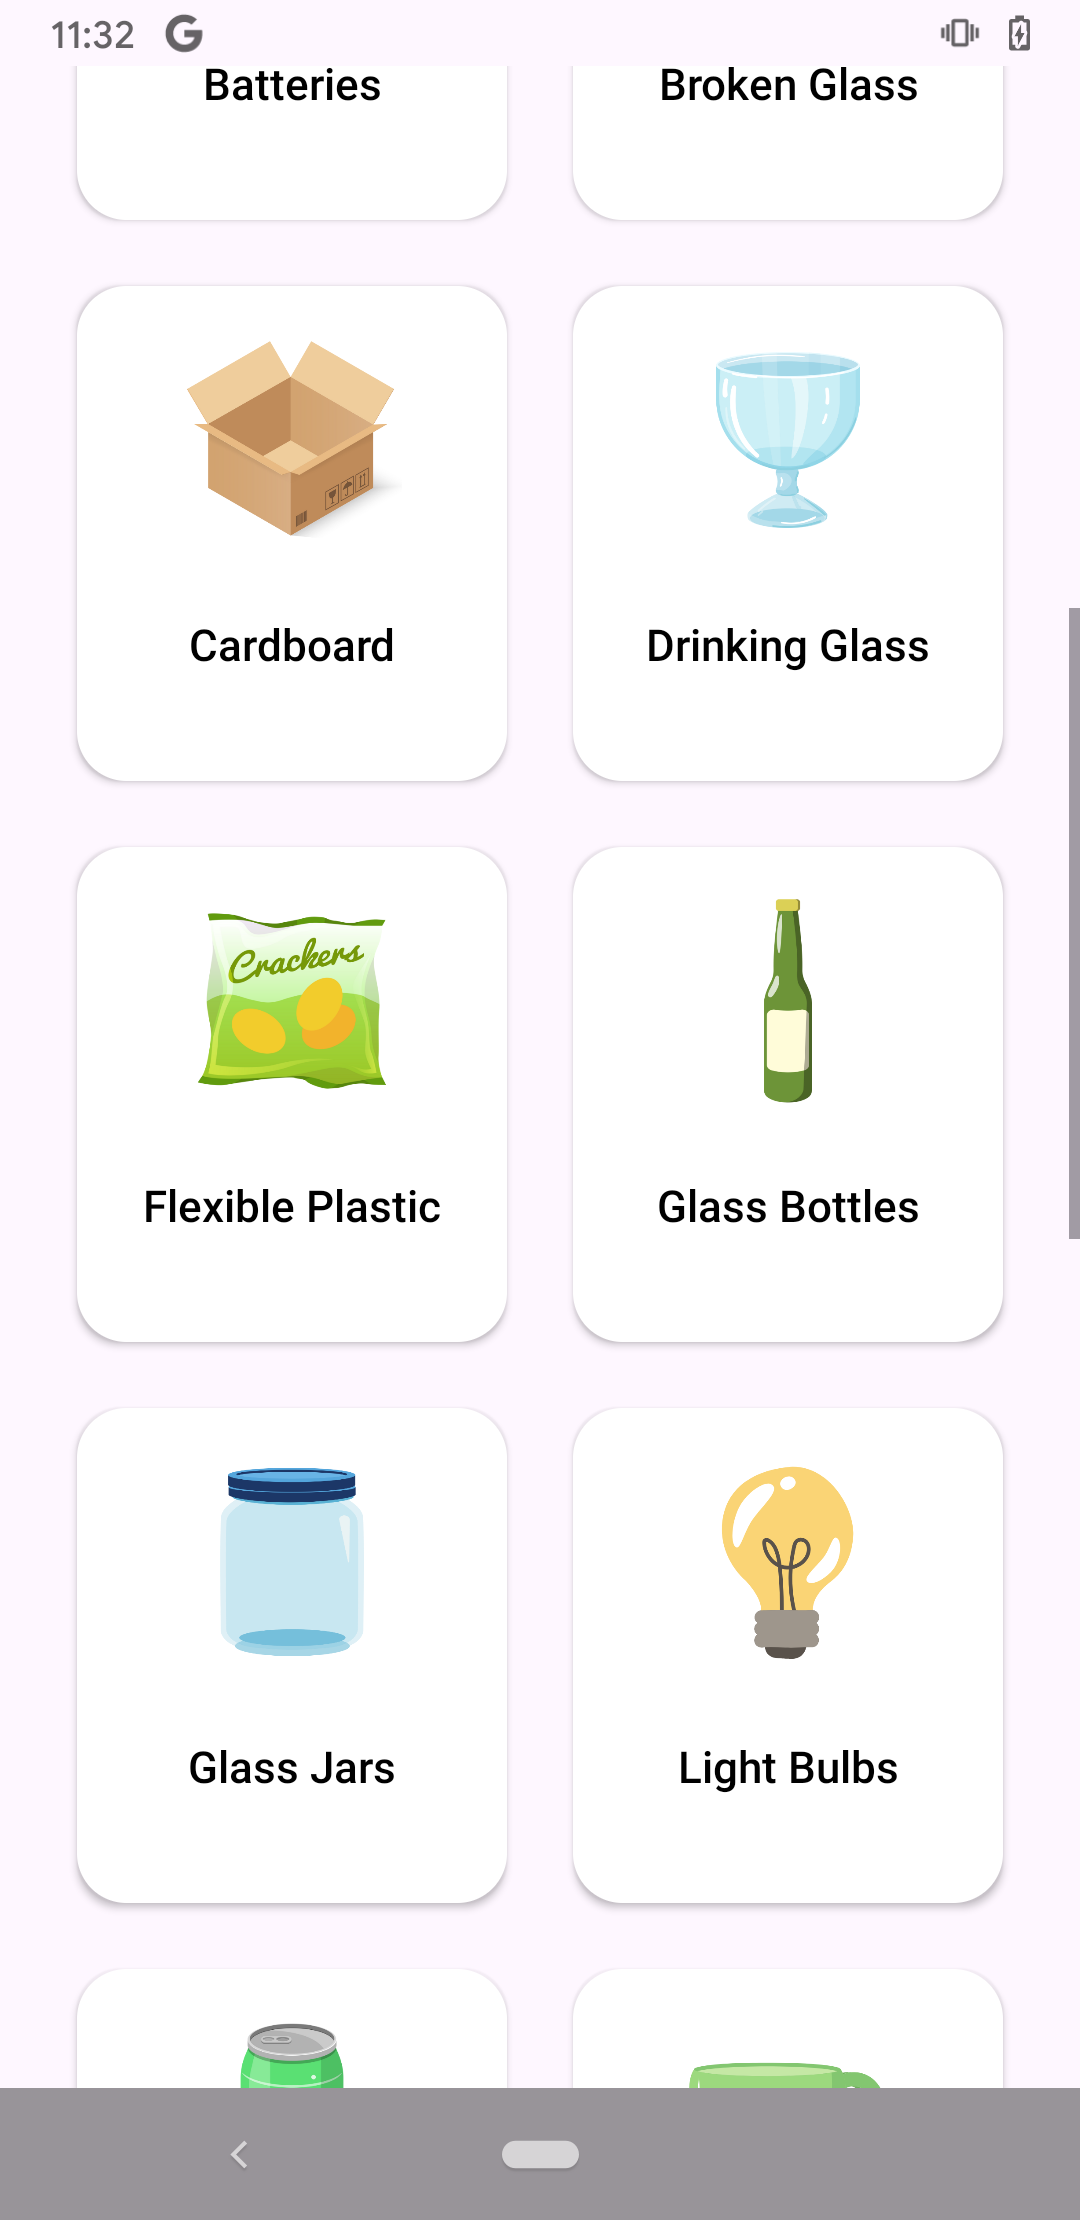 11:32
Batteries
Broken Glass
Cardboard
Drinking Glass
Crackers
Flexible Plastic
Glass Bottles
Glass Jars
Light Bulbs